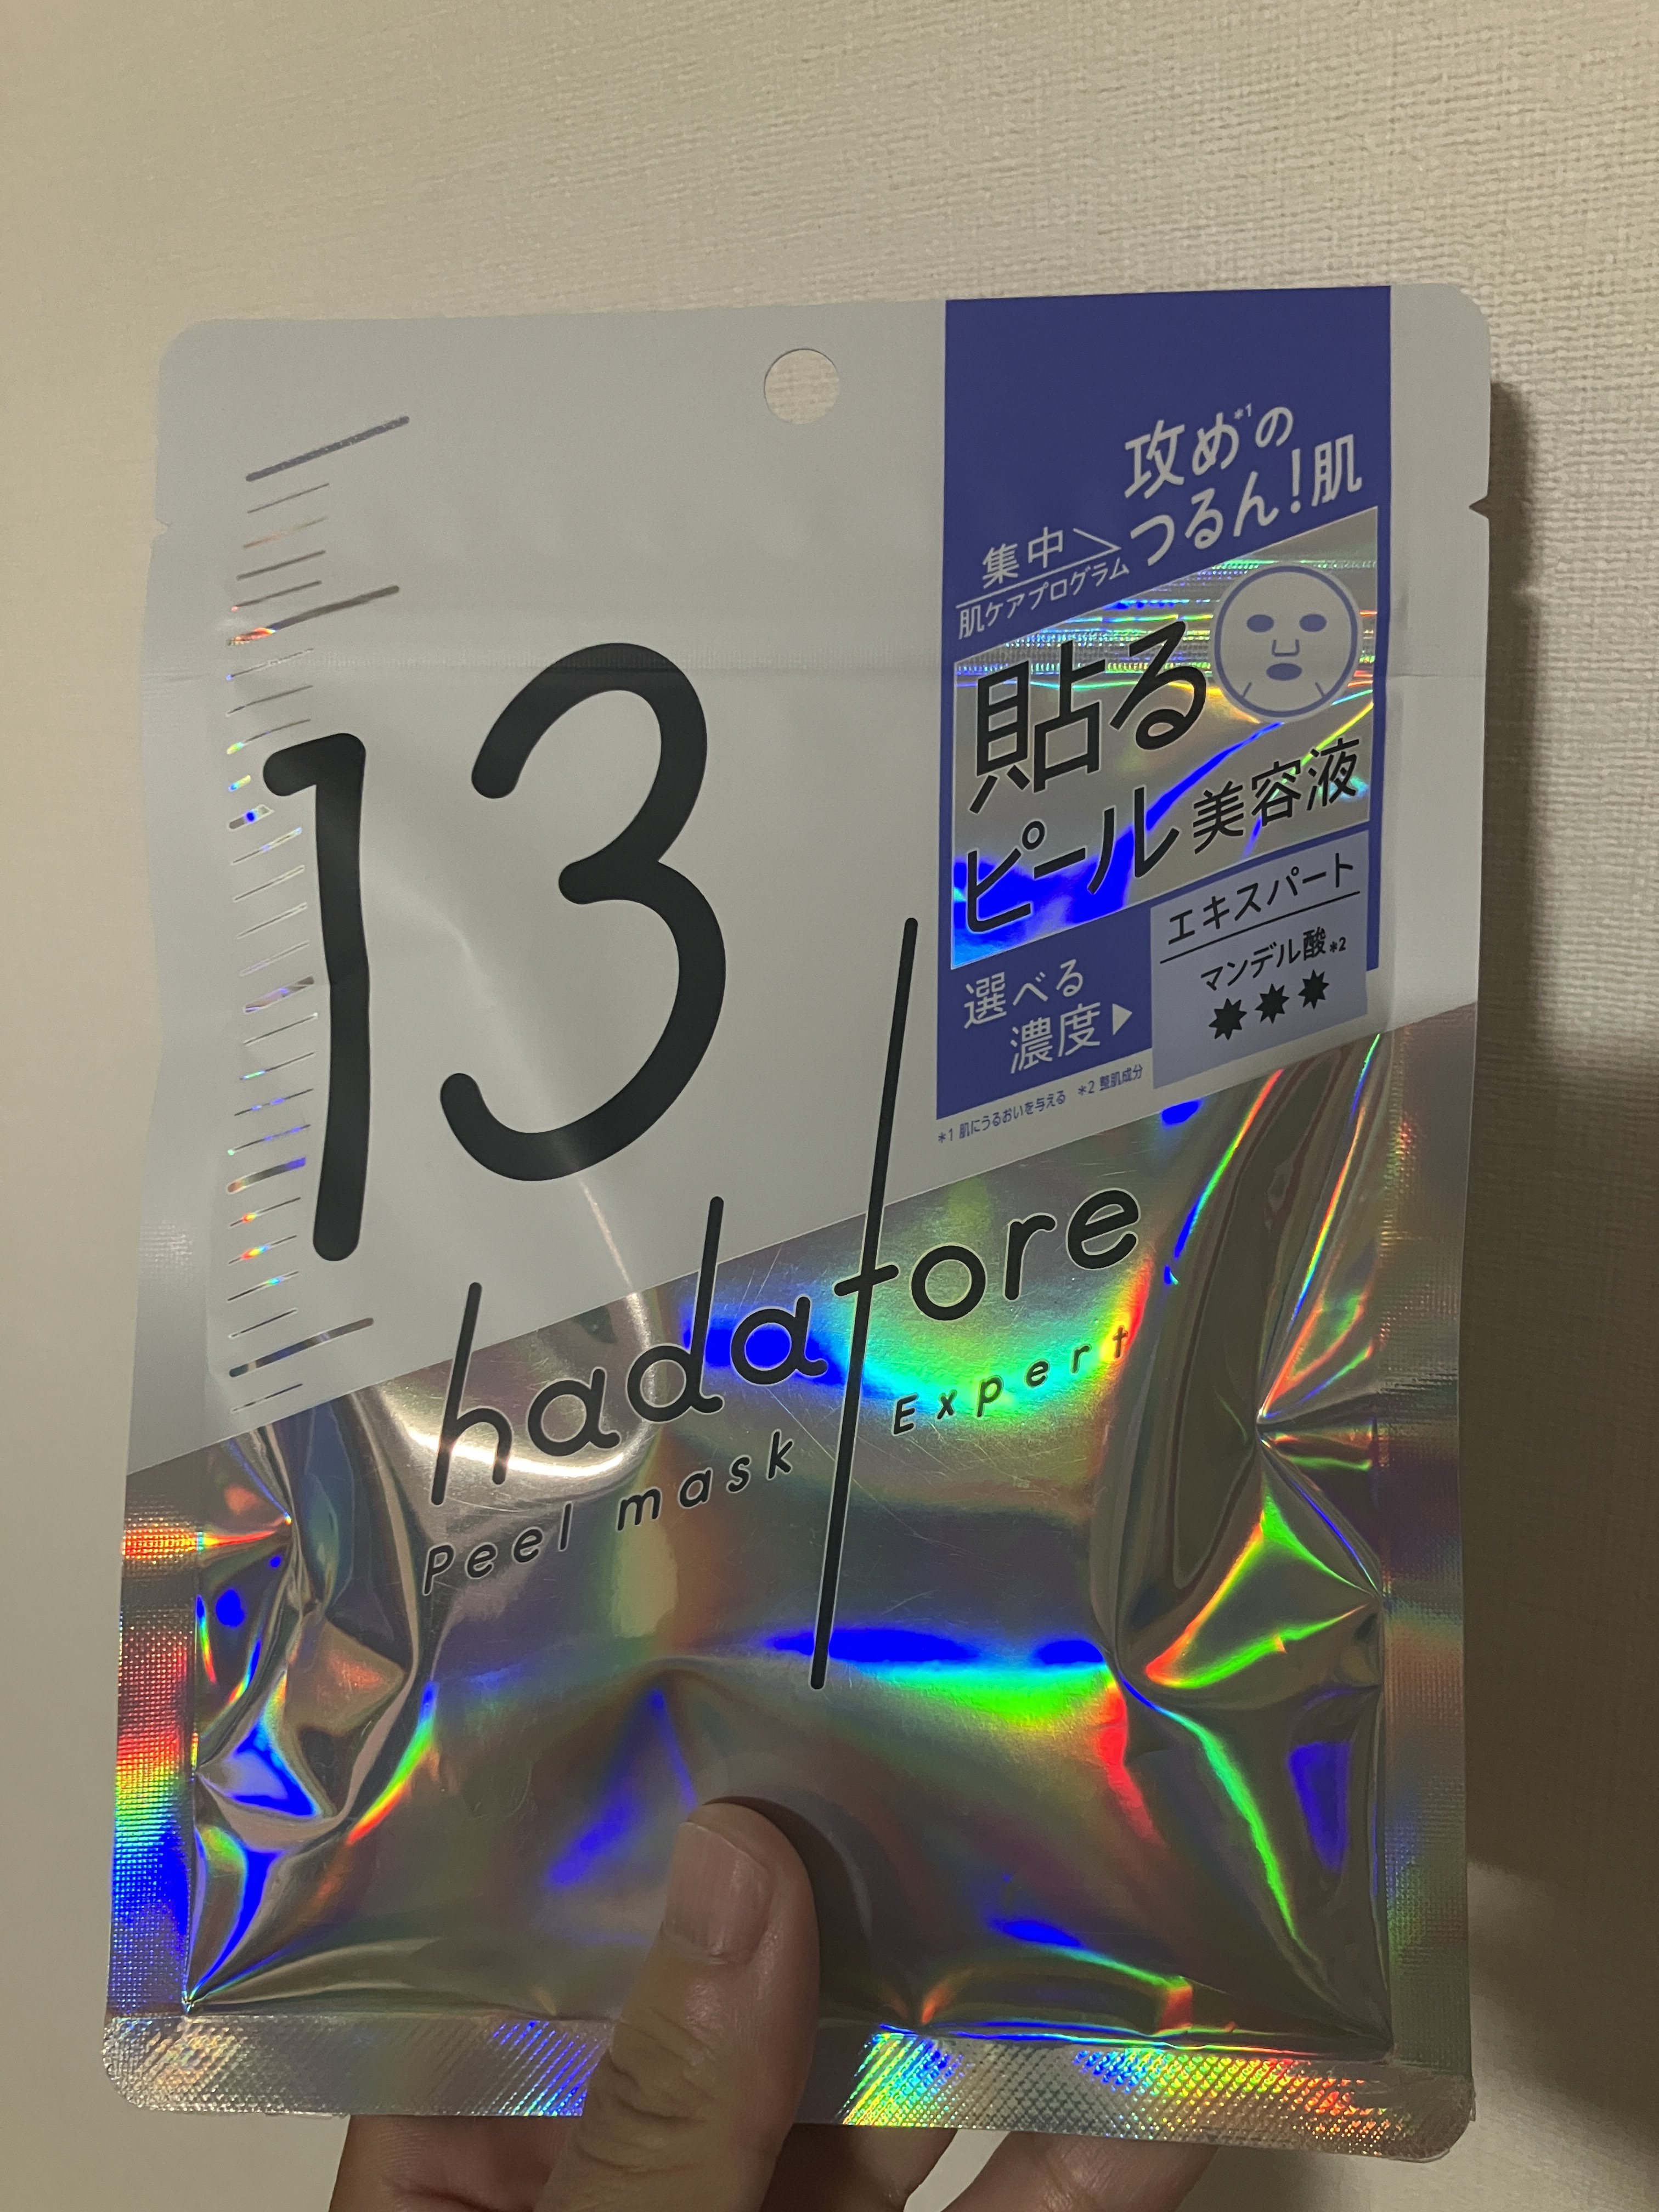 攻め*1の
つるん!肌
集中
肌ケアプログラム
貼る
ピール美容液
エキスパート
マンデル酸*2
選べる
濃度▶
*1 肌にうるおいを与える *2 整肌成分
13
hadatore
Peel mask Expert